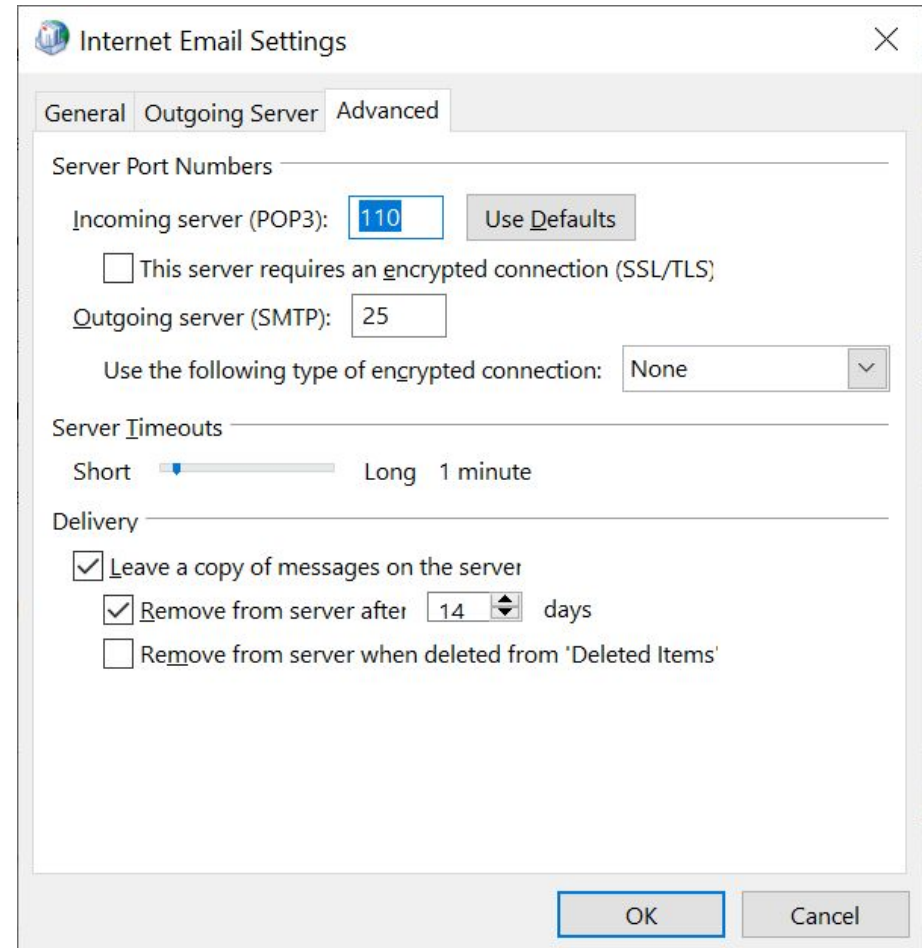 Internet Email Settings
General Outgoing Server Advanced
Server Port Numbers
Incoming server (POP3): 110 Use Defaults
This server requires an encrypted connection (SSL/TLS)
Outgoing server (SMTP): 25
Use the following type of encrypted connection: None
Server Timeouts
Short Long 1 minute
Delivery
Leave a copy of messages on the server
Remove from server after 14 days
Remove from server when deleted from 'Deleted Items'
OK Cancel